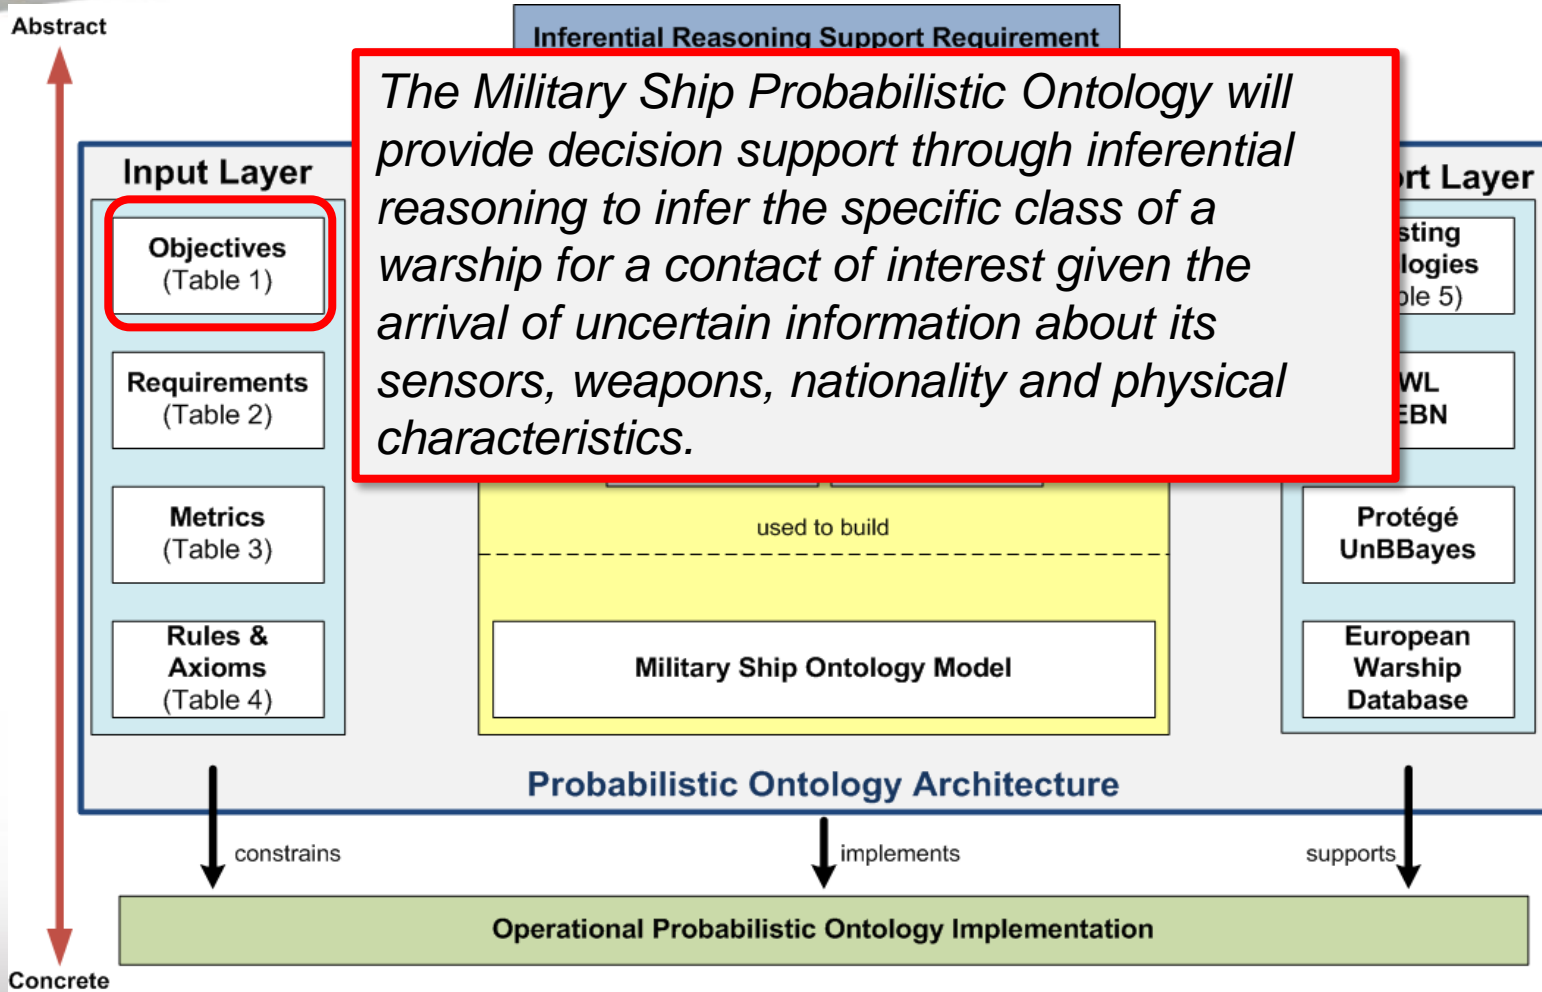 Abstract
Inferential Reasoning Support Requirement
The Military Ship Probabilistic Ontology will
provide decision support through inferential
reasoning to infer the specific class of a
warship for a contact of interest given the
arrival of uncertain information about its
sensors, weapons, nationality and physical
characteristics.
Input Layer
Objectives
(Table 1)
Requirements
(Table 2)
Metrics
(Table 3)
Rules &
Axioms
(Table 4)
used to build
Military Ship Ontology Model
Layer
5)
Protégé
UnBBayes
European
Warship
Database
Probabilistic Ontology Architecture
constrains
implements
supports
Operational Probabilistic Ontology Implementation
Concrete